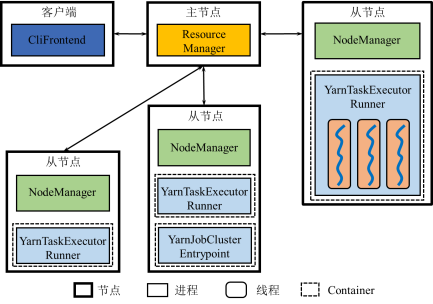 客户端
CliFrontend
主节点
Resource
Manager
从节点
NodeManager
YarnTaskExecutor
Runner
从节点
NodeManager
YarnTaskExecutor
Runner
YarnJobCluster
Entrypoint
从节点
NodeManager
YarnTaskExecutor
Runner
节点
进程
线程
Container